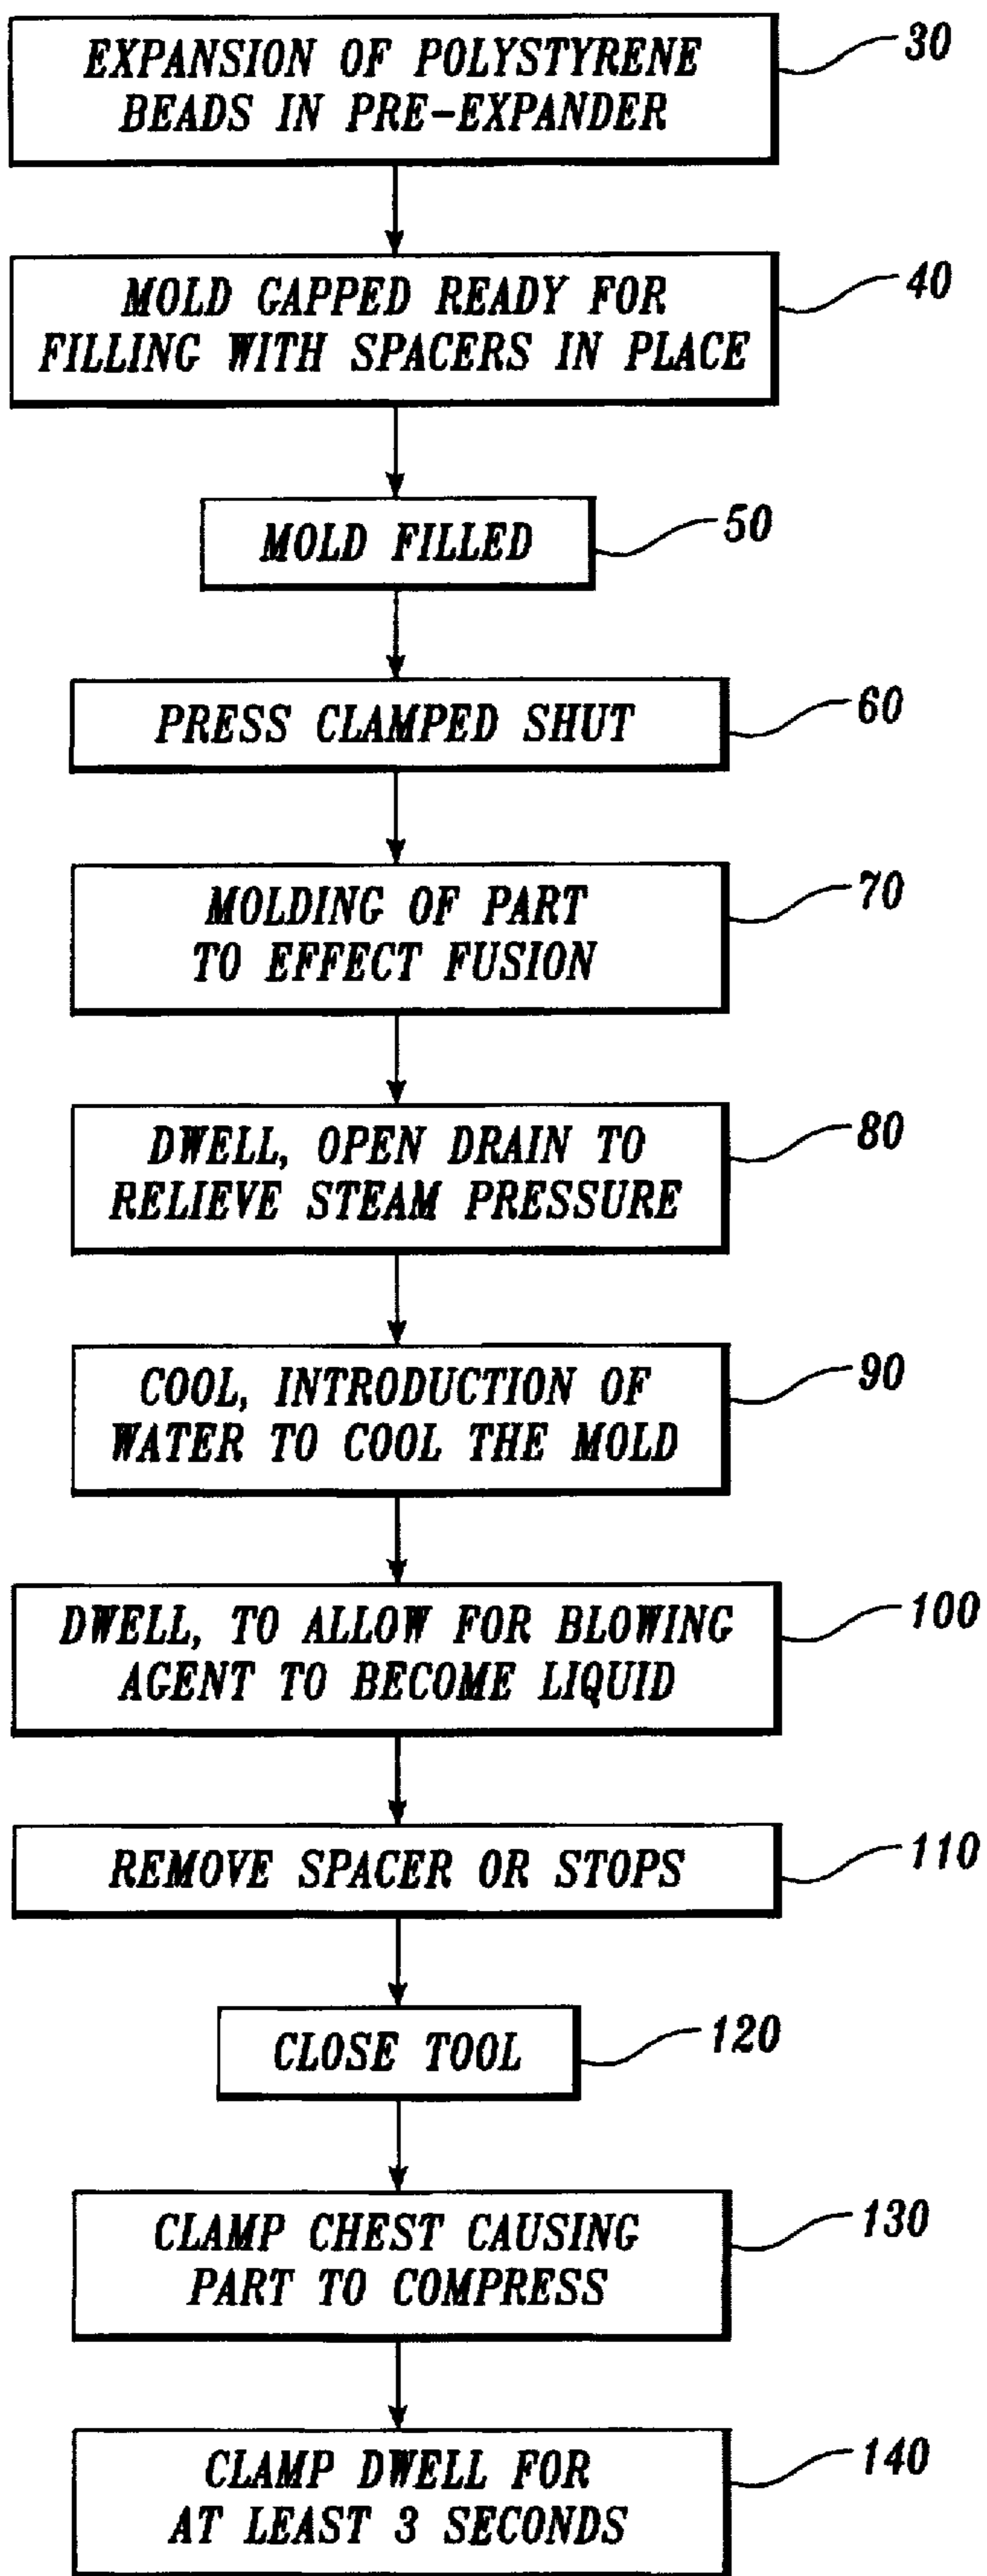 EXPANSION OF POLYSTYRENE
BEADS IN PRE-EXPANDER
30
MOLD GAPPED READY FOR
FILLING WITH SPACERS IN PLACE
40
MOLD FILLED
50
PRESS CLAMPED SHUT
60
MOLDING OF PART
TO EFFECT FUSION
70
DWELL, OPEN DRAIN TO
RELIEVE STEAM PRESSURE
80
COOL, INTRODUCTION OF
WATER TO COOL THE MOLD
90
DWELL, TO ALLOW FOR BLOWING
AGENT TO BECOME LIQUID
100
REMOVE SPACER OR STOPS
110
CLOSE TOOL
120
CLAMP CHEST CAUSING
PART TO COMPRESS
130
CLAMP DWELL FOR
AT LEAST 3 SECONDS
140